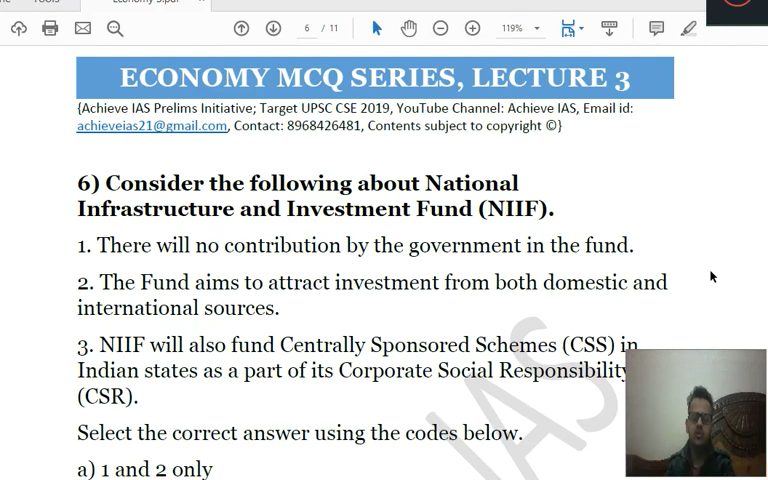 Tools
Economy 3.pdf
6 / 11
119%
ECONOMY MCQ SERIES, LECTURE 3
{Achieve IAS Prelims Initiative; Target UPSC CSE 2019, YouTube Channel: Achieve IAS, Email id:
achieveias21@gmail.com, Contact: 8968426481, Contents subject to copyright ©}
6) Consider the following about National
Infrastructure and Investment Fund (NIIF).
1. There will no contribution by the government in the fund.
2. The Fund aims to attract investment from both domestic and
international sources.
3. NIIF will also fund Centrally Sponsored Schemes (CSS) in
Indian states as a part of its Corporate Social Responsibility
(CSR).
Select the correct answer using the codes below.
a) 1 and 2 only
IAS